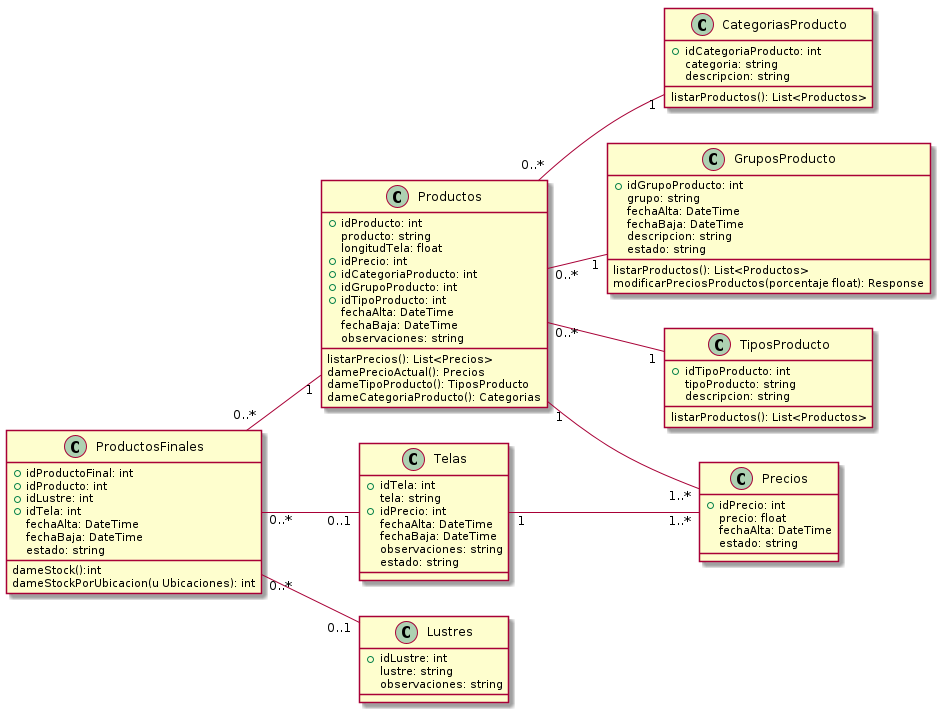 C CategoriasProducto
idCategoriaProducto: int
categoria: string
descripcion: string
listarProductos(): List<Productos>
1
0..*
C GruposProducto
idGrupoProducto: int
grupo: string
fechaAlta: DateTime
fechaBaja: DateTime
descripcion: string
estado: string
listarProductos(): List<Productos>
modificarPreciosProductos(porcentaje float): Response
C Productos
idProducto: int
producto: string
longitudTela: float
idPrecio: int
idCategoriaProducto: int
idGrupoProducto: int
idTipoProducto: int
fechaAlta: DateTime
fechaBaja: DateTime
observaciones: string
listarPrecios(): List<Precios>
damePrecioActual(): Precios
dameTipoProducto(): TiposProducto
dameCategoriaProducto(): Categorias
0..*
1
0..*
1
C TiposProducto
idTipoProducto: int
tipoProducto: string
descripcion: string
listarProductos(): List<Productos>
1
1..*
1
0..*
C ProductosFinales
idProductoFinal: int
idProducto: int
idLustre: int
idTela: int
fechaAlta: DateTime
fechaBaja: DateTime
estado: string
dameStock():int
dameStockPorUbicacion(u Ubicaciones): int
C Telas
idTela: int
tela: string
idPrecio: int
fechaAlta: DateTime
fechaBaja: DateTime
observaciones: string
estado: string
C Precios
idPrecio: int
precio: float
fechaAlta: DateTime
estado: string
0..*
0..1
1
1..*
0..*
0..1
C Lustres
idLustre: int
lustre: string
observaciones: string